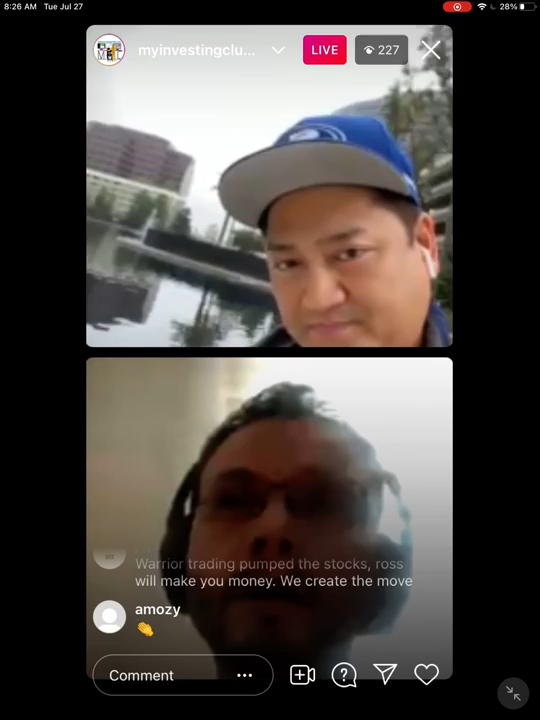 8:26 AM Tue Jul 27
28%
myinvestingclu...
LIVE
227
Warrior trading pumped the stocks, ross
will make you money. We create the move
amozy
👏
Comment